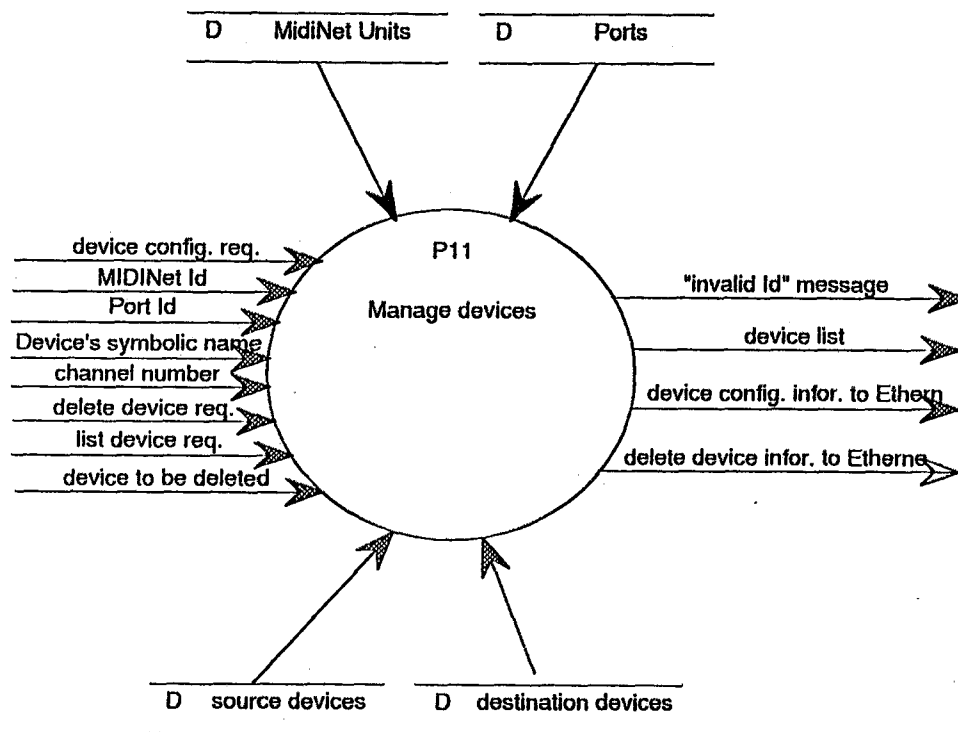 D MidiNet Units
D Ports
P11
Manage devices
device config. req.
MIDINet Id
Port Id
Device's symbolic name
channel number
delete device req.
list device req.
device to be deleted
"invalid Id" message
device list
device config. infor. to Ethern
delete device infor. to Etherne
D source devices
D destination devices